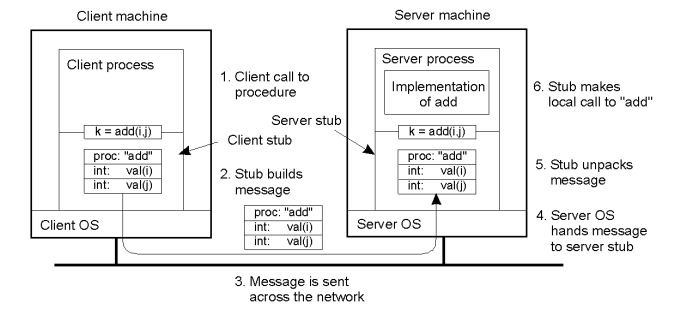 Client machine
Server machine
Client process
1. Client call to
procedure
Server process
Implementation
of add
6. Stub makes
local call to "add"
Server stub
k = add(i,j)
k = add(i,j)
Client stub
proc: "add"
int: val(i)
int: val(j)
2. Stub builds
message
proc: "add"
int: val(i)
int: val(j)
5. Stub unpacks
message
proc: "add"
int: val(i)
int: val(j)
Client OS
Server OS
4. Server OS
hands message
to server stub
3. Message is sent
across the network